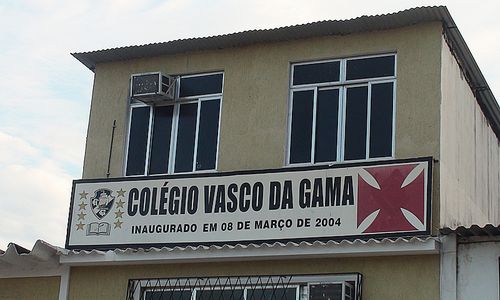 COLÉGIO VASCO DA GAMA
INAUGURADO EM 08 DE MARÇO DE 2004